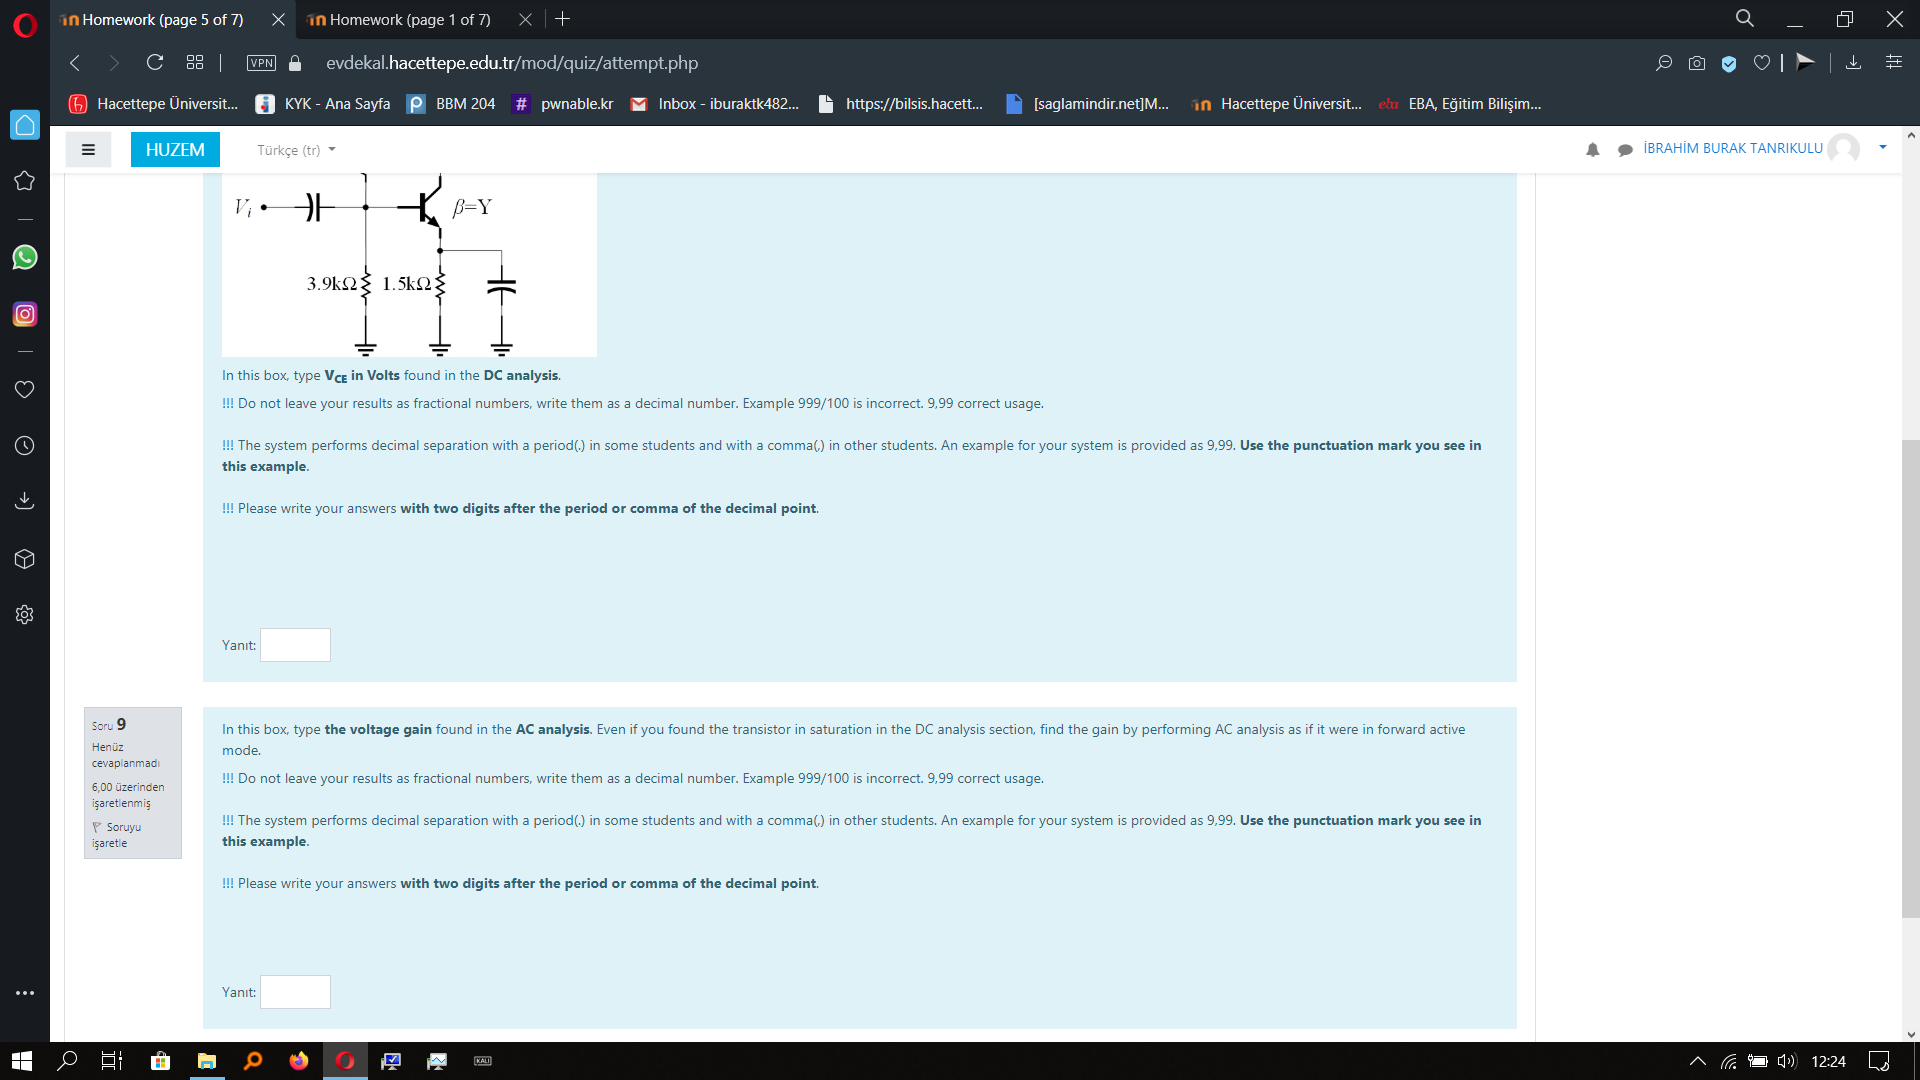 Homework (page 5 of 7)
Homework (page 1 of 7)
VPN
evdekal.hacettepe.edu.tr/mod/quiz/attempt.php
Hacettepe Üniversit...
KYK - Ana Sayfa
BBM 204
pwnable.kr
Inbox - iburaktk482...
https://bilsis.hacett...
[saglamindir.net]M...
Hacettepe Üniversit...
eba EBA, Eğitim Bilişim...
HUZEM
Türkçe (tr)
İBRAHİM BURAK TANRIKULU
Vi
β=Y
3.9kΩ
1.5kΩ
In this box, type VCE in Volts found in the DC analysis.
!!! Do not leave your results as fractional numbers, write them as a decimal number. Example 999/100 is incorrect. 9,99 correct usage.
!!! The system performs decimal separation with a period(.) in some students and with a comma(,) in other students. An example for your system is provided as 9,99. Use the punctuation mark you see in
this example.
!!! Please write your answers with two digits after the period or comma of the decimal point.
Yanıt:
Soru 9
Henüz
cevaplanmadı
6,00 üzerinden
işaretlenmiş
Soruyu
işaretle
In this box, type the voltage gain found in the AC analysis. Even if you found the transistor in saturation in the DC analysis section, find the gain by performing AC analysis as if it were in forward active
mode.
!!! Do not leave your results as fractional numbers, write them as a decimal number. Example 999/100 is incorrect. 9,99 correct usage.
!!! The system performs decimal separation with a period(.) in some students and with a comma(,) in other students. An example for your system is provided as 9,99. Use the punctuation mark you see in
this example.
!!! Please write your answers with two digits after the period or comma of the decimal point.
Yanıt:
KALI
12:24